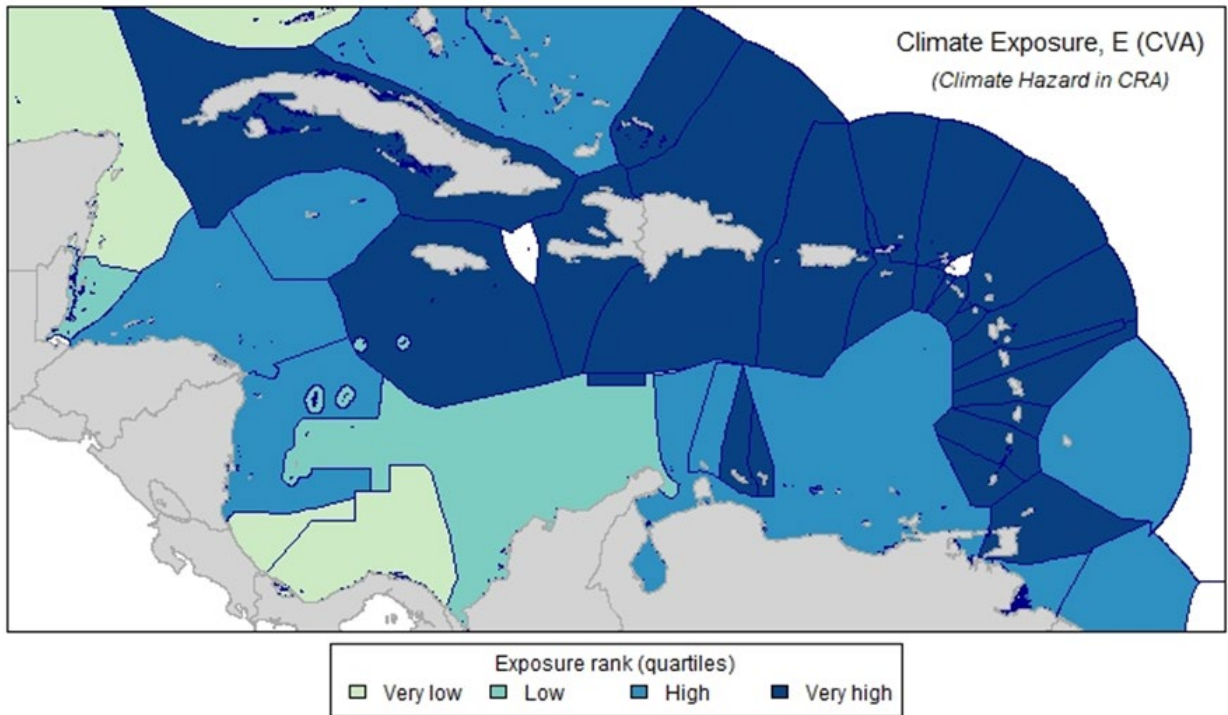 Climate Exposure, E (CVA)
(Climate Hazard in CRA)
Exposure rank (quartiles)
Very low Low High Very high